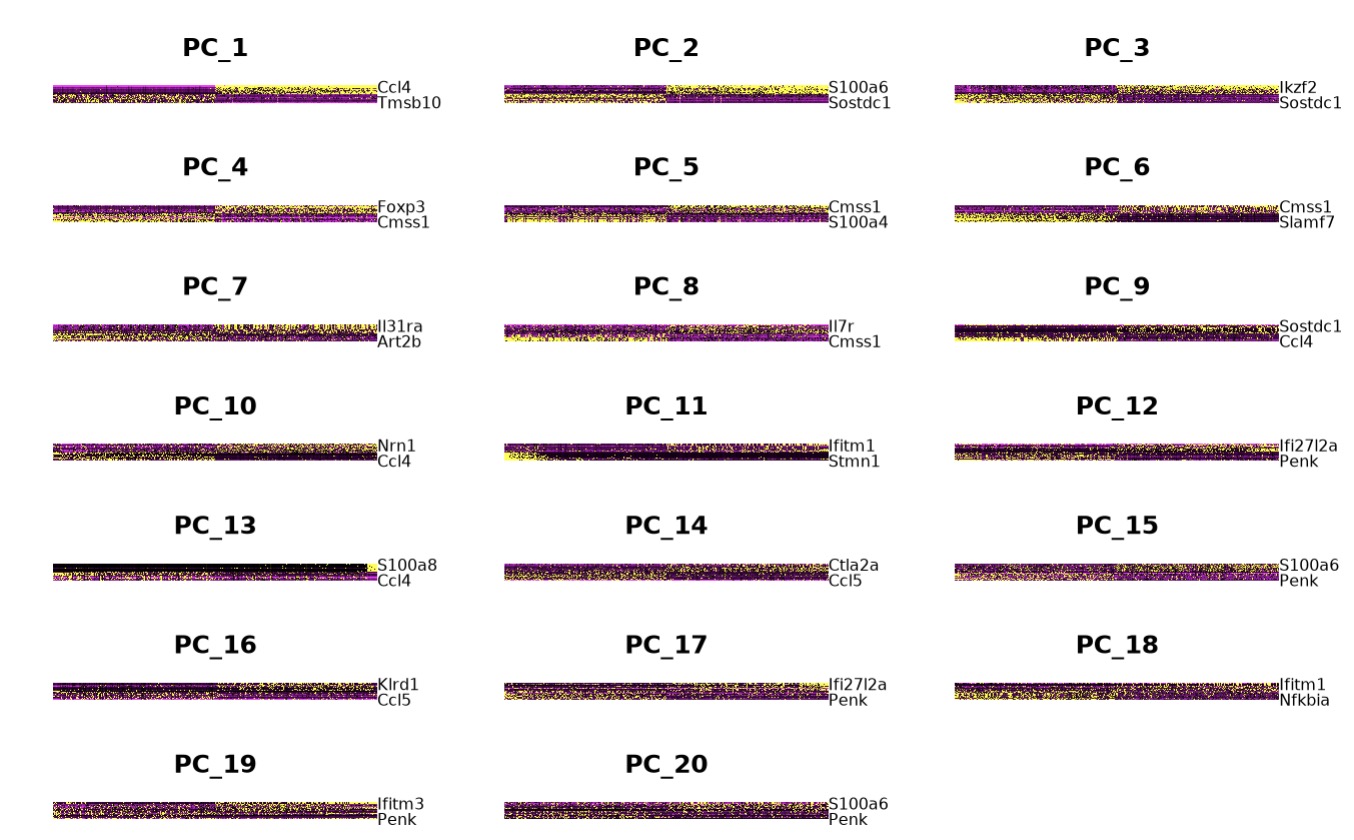 PC_1
PC_2
PC_3
Ccl4
Tmsb10
S100a6
Sostdc1
Ikzf2
Sostdc1
PC_4
PC_5
PC_6
Foxp3
Cmss1
Cmss1
S100a4
Cmss1
Slamf7
PC_7
PC_8
PC_9
Il31ra
Art2b
Il7r
Cmss1
Sostdc1
Ccl4
PC_10
PC_11
PC_12
Nrn1
Ccl4
Ifitm1
Stmn1
Ifi27l2a
Penk
PC_13
PC_14
PC_15
S100a8
Ccl4
Ctla2a
Ccl5
S100a6
Penk
PC_16
PC_17
PC_18
Klrd1
Ccl5
Ifi27l2a
Penk
Ifitm1
Nfkbia
PC_19
PC_20
Ifitm3
Penk
S100a6
Penk